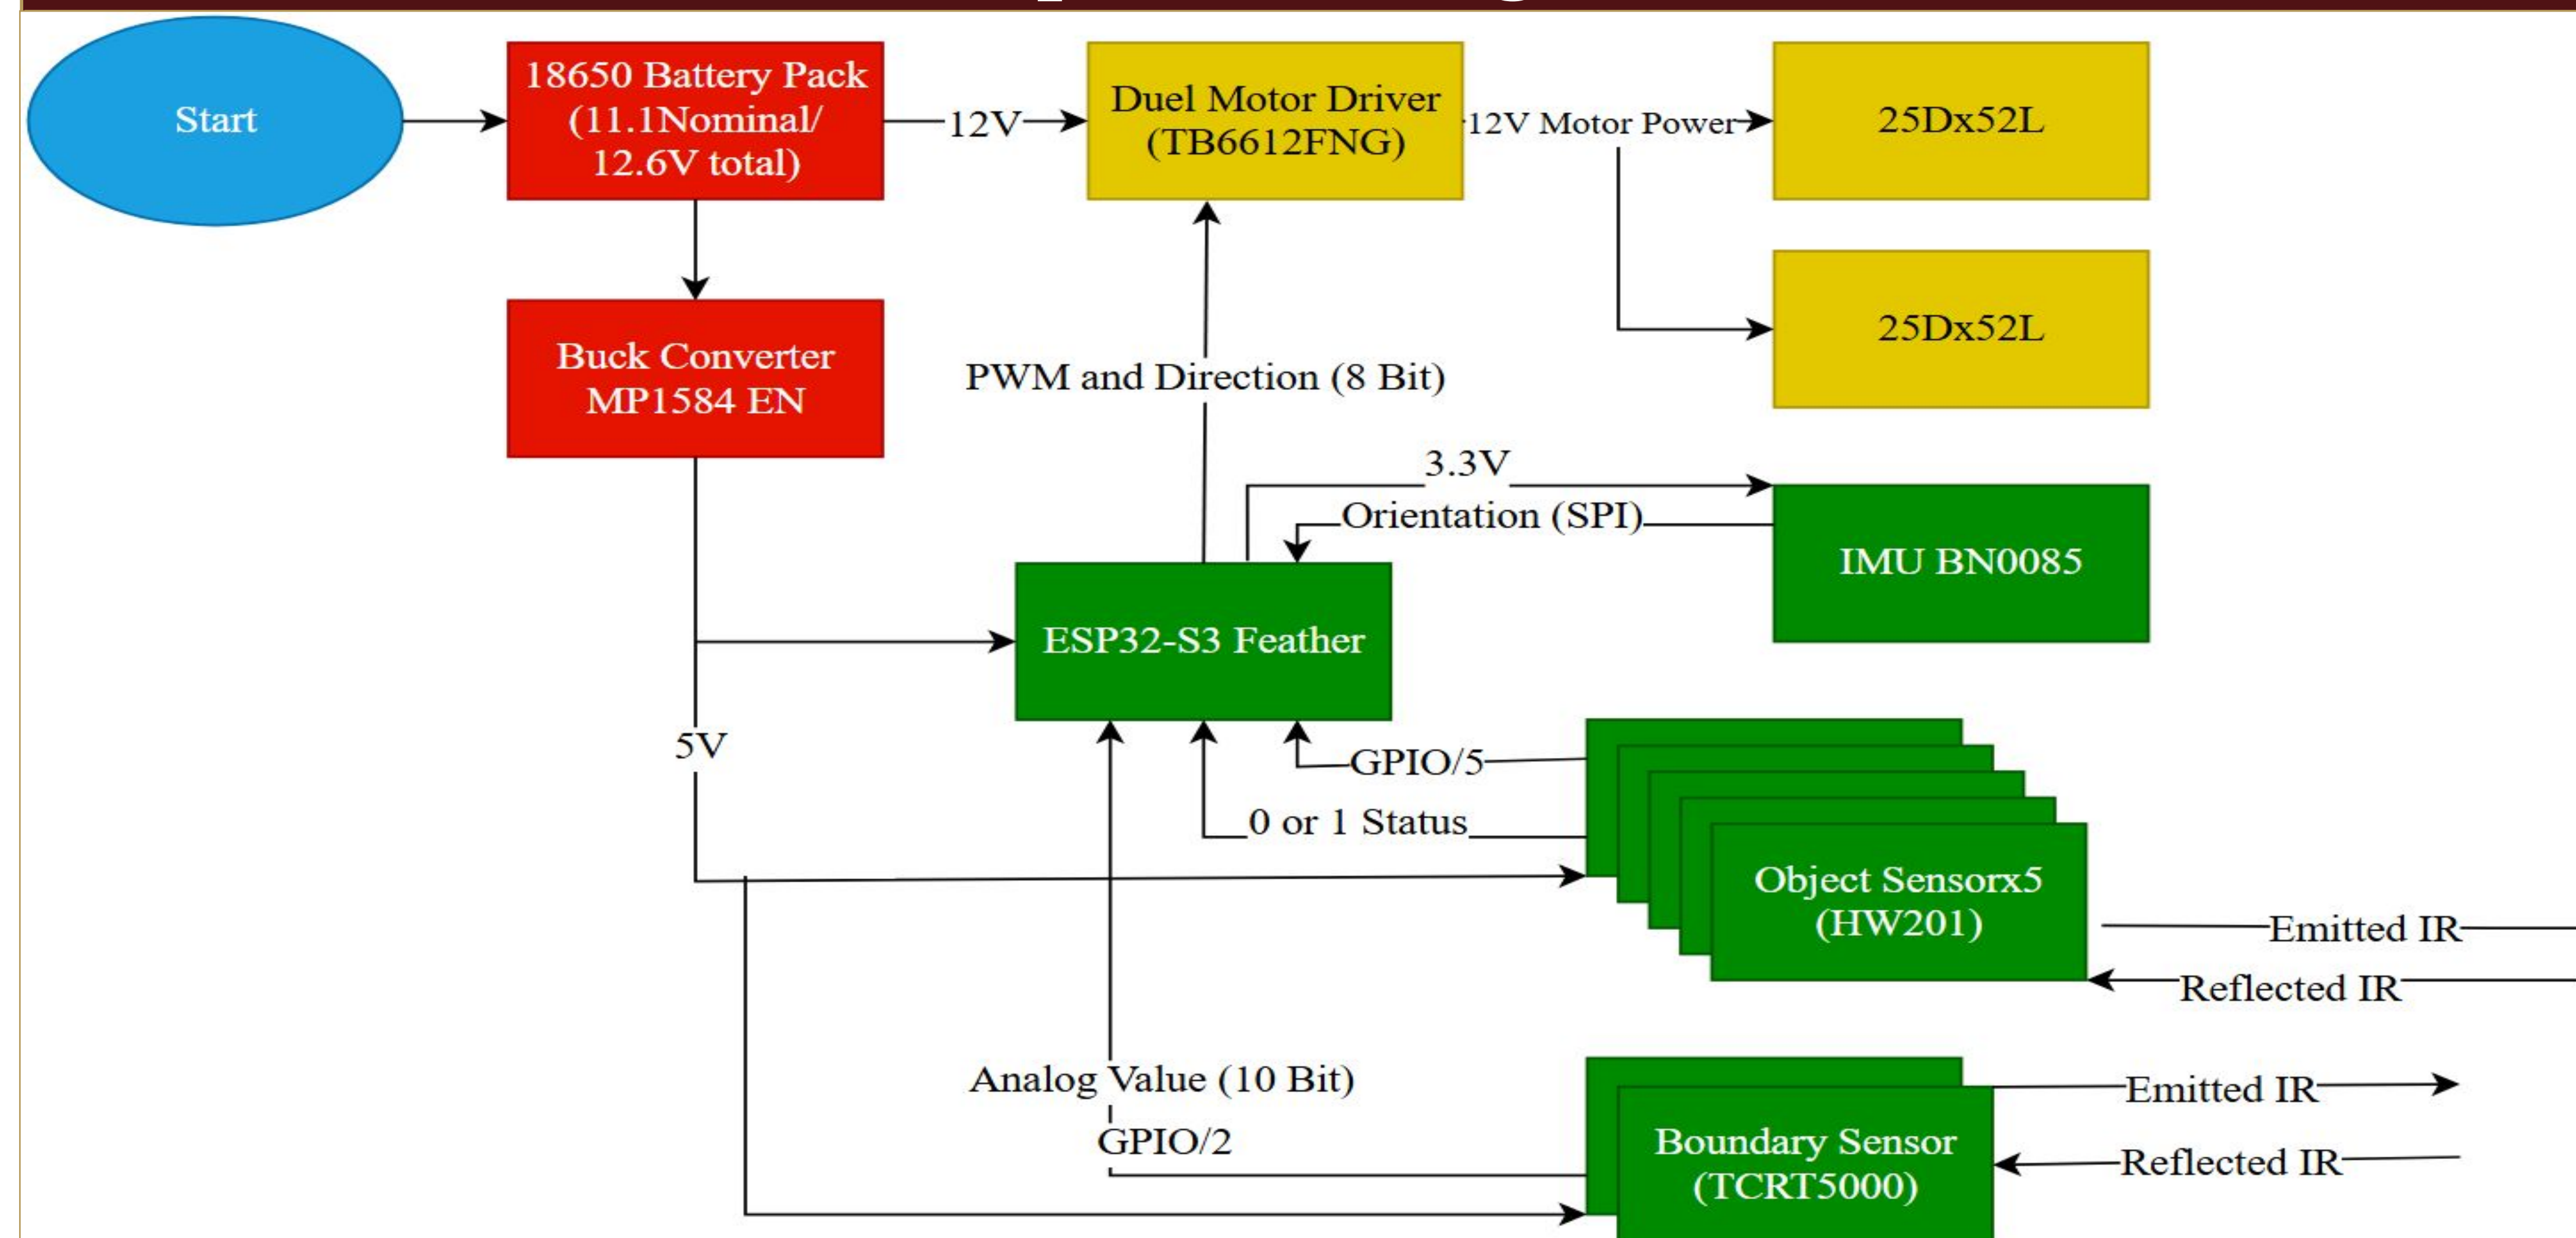 Start
18650 Battery Pack
(11.1Nominal/
12.6V total)
12V
Duel Motor Driver
(TB6612FNG)
12V Motor Power
25Dx52L
25Dx52L
Buck Converter
MP1584 EN
PWM and Direction (8 Bit)
3.3V
Orientation (SPI)
IMU BN0085
ESP32-S3 Feather
5V
GPIO/5
0 or 1 Status
Object Sensorx5
(HW201)
Emitted IR
Reflected IR
Analog Value (10 Bit)
GPIO/2
Boundary Sensor
(TCRT5000)
Emitted IR
Reflected IR